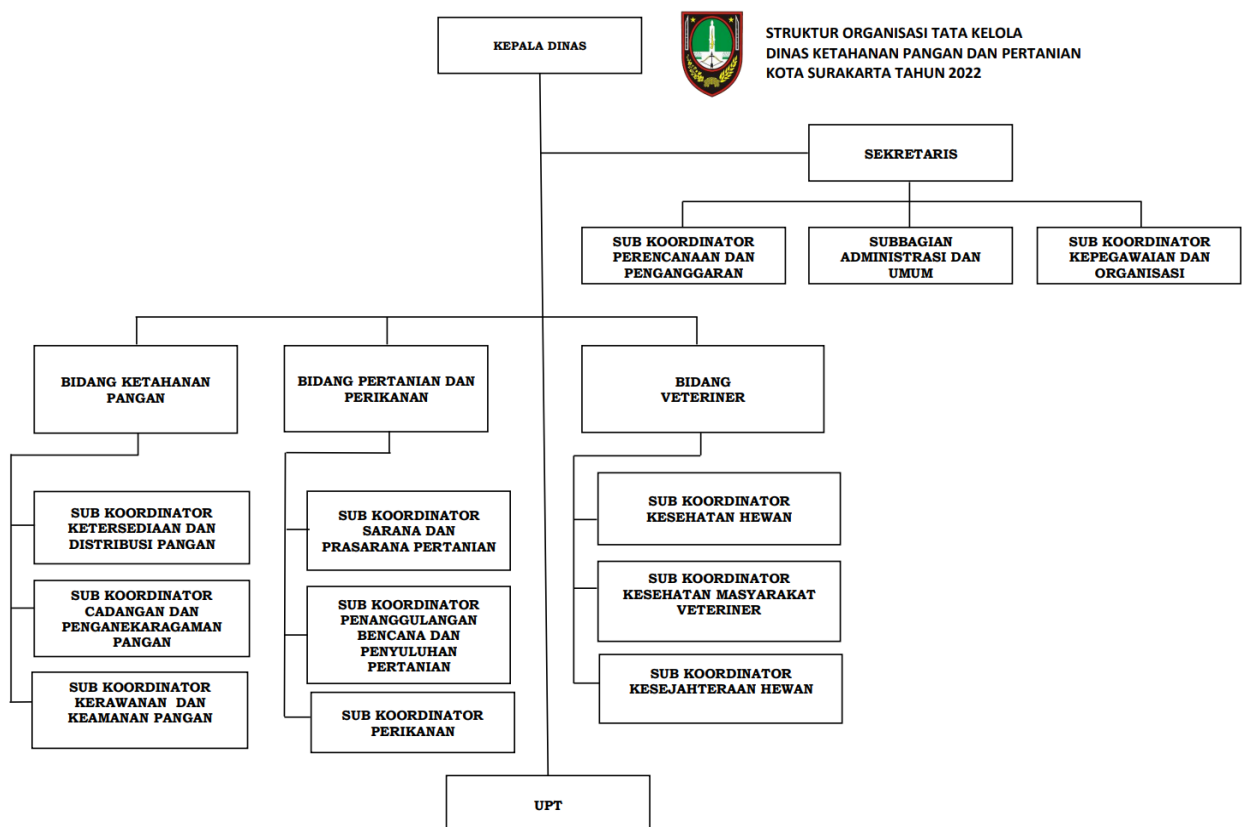 KEPALA DINAS
STRUKTUR ORGANISASI TATA KELOLA
DINAS KETAHANAN PANGAN DAN PERTANIAN
KOTA SURAKARTA TAHUN 2022
SEKRETARIS
SUB KOORDINATOR
PERENCANAAN DAN
PENGANGGARAN
SUBBAGIAN
ADMINISTRASI DAN
UMUM
SUB KOORDINATOR
KEPEGAWAIAN DAN
ORGANISASI
BIDANG KETAHANAN
PANGAN
BIDANG PERTANIAN DAN
PERIKANAN
BIDANG
VETERINER
SUB KOORDINATOR
KETERSEDIAAN DAN
DISTRIBUSI PANGAN
SUB KOORDINATOR
CADANGAN DAN
PENGANEKARAGAMAN
PANGAN
SUB KOORDINATOR
KERAWANAN DAN
KEAMANAN PANGAN
SUB KOORDINATOR
SARANA DAN
PRASARANA PERTANIAN
SUB KOORDINATOR
PENANGGULANGAN
BENCANA DAN
PENYULUHAN
PERTANIAN
SUB KOORDINATOR
PERIKANAN
SUB KOORDINATOR
KESEHATAN HEWAN
SUB KOORDINATOR
KESEHATAN MASYARAKAT
VETERINER
SUB KOORDINATOR
KESEJAHTERAAN HEWAN
UPT